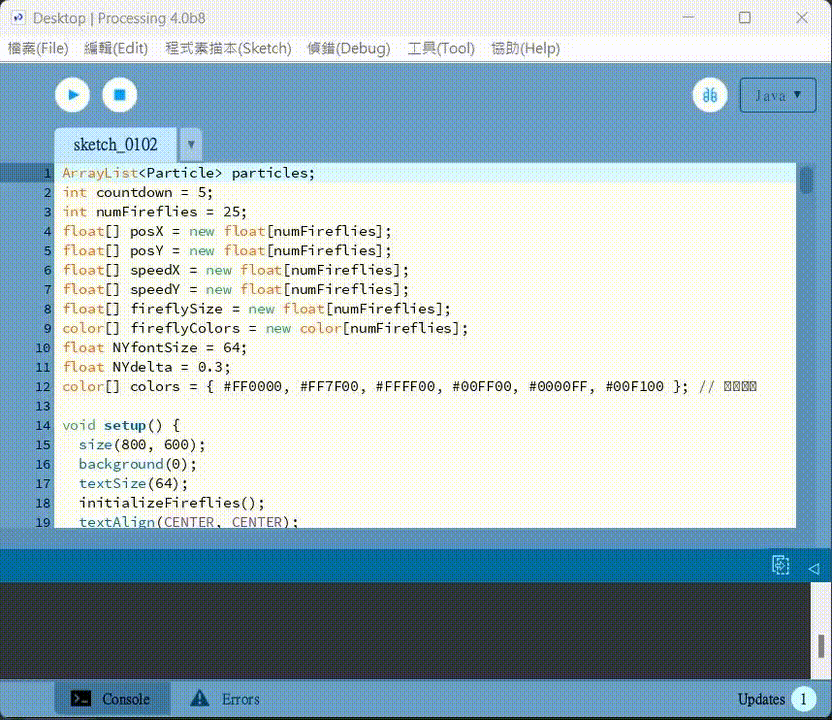 Desktop | Processing 4.0b8
檔案(File) 編輯(Edit) 程式素描本(Sketch) 偵錯(Debug) 工具(Tool) 協助(Help)
Java ▼
sketch_0102 ▼
1 ArrayList<Particle> particles;
2 int countdown = 5;
3 int numFireflies = 25;
4 float[] posX = new float[numFireflies];
5 float[] posY = new float[numFireflies];
6 float[] speedX = new float[numFireflies];
7 float[] speedY = new float[numFireflies];
8 float[] fireflySize = new float[numFireflies];
9 color[] fireflyColors = new color[numFireflies];
10 float NYfontSize = 64;
11 float NYdelta = 0.3;
12 color[] colors = { #FF0000, #FF7F00, #FFFF00, #00FF00, #0000FF, #00F100 }; //
13
14 void setup() {
15 size(800, 600);
16 background(0);
17 textSize(64);
18 initializeFireflies();
19 textAlign(CENTER, CENTER);
Console Errors Updates 1